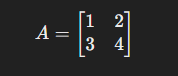 A = [1 2
3 4]